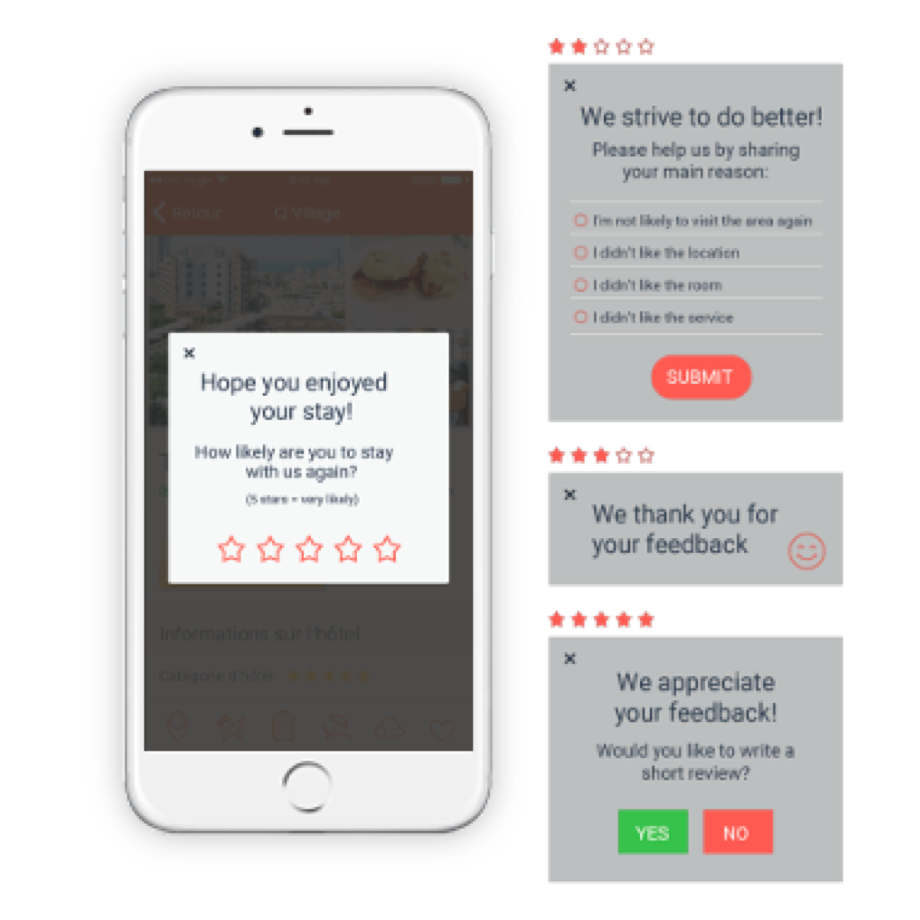 Retour
O Village
Hope you enjoyed
your stay!
How likely are you to stay
with us again?
(5 stars = very likely)
Informations sur l'hôtel
Catégorie d'hôtel
We strive to do better!
Please help us by sharing
your main reason:
I'm not likely to visit the area again
I didn't like the location
I didn't like the room
I didn't like the service
SUBMIT
We thank you for
your feedback
We appreciate
your feedback!
Would you like to write a
short review?
YES
NO